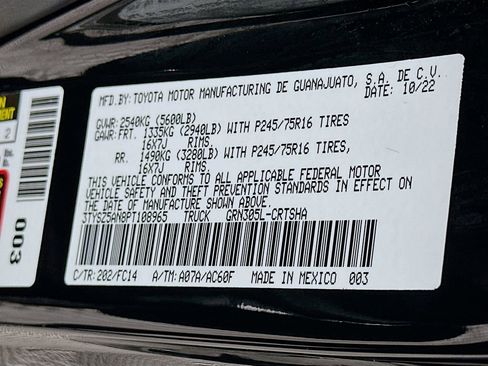 MFD.BY: TOYOTA MOTOR MANUFACTURING DE GUANAJUATO, S.A. DE C.V.
DATE: 10/22
GVWR: 2540KG (5600LB)
GAWR: FRT. 1335KG (2940LB) WITH P245/75R16 TIRES
16X7J RIMS,
RR. 1490KG (3280LB) WITH P245/75R16 TIRES,
16X7J RIMS.
THIS VEHICLE CONFORMS TO ALL APPLICABLE FEDERAL MOTOR
VEHICLE SAFETY AND THEFT PREVENTION STANDARDS IN EFFECT ON
THE DATE OF MANUFACTURE SHOWN ABOVE.
3TYSZ5AN8PT108965 TRUCK GRN305L-CRTSHA
C/TR: 202/FC14 A/TM: A07A/AC60F MADE IN MEXICO 003
2
003